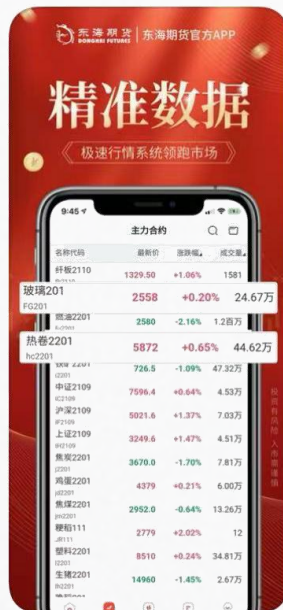 东海期货 东海期货官方APP
DONGHAI FUTURES
精准数据
《极速行情系统领跑市场》
9:45
主力合约
名称代码 最新价 涨跌幅 成交量
纤板2110 1329.50 +1.06% 1581
玻璃201 2558 +0.20% 24.67万
FG201
燃油2201 2580 -2.16% 1.2百万
热卷2201 5872 +0.65% 44.62万
hc2201
铁矿2201 726.5 -1.09% 47.32万
i2201
中证2109 7596.4 +0.64% 4.53万
IC2109
沪深2109 5021.6 +1.37% 7.03万
IF2109
上证2109 3249.6 +1.47% 4.51万
IH2109
焦炭2201 3670.0 -1.70% 7.81万
j2201
鸡蛋2201 4379 +0.21% 6.00万
jd2201
焦煤2201 2952.0 -0.64% 13.26万
jm2201
粳稻111 2779 +2.02% 12
JR111
塑料2201 8510 +0.24% 34.81万
l2201
生猪2201 14960 -1.45% 2.67万
lh2201
投资有风险 入市需谨慎